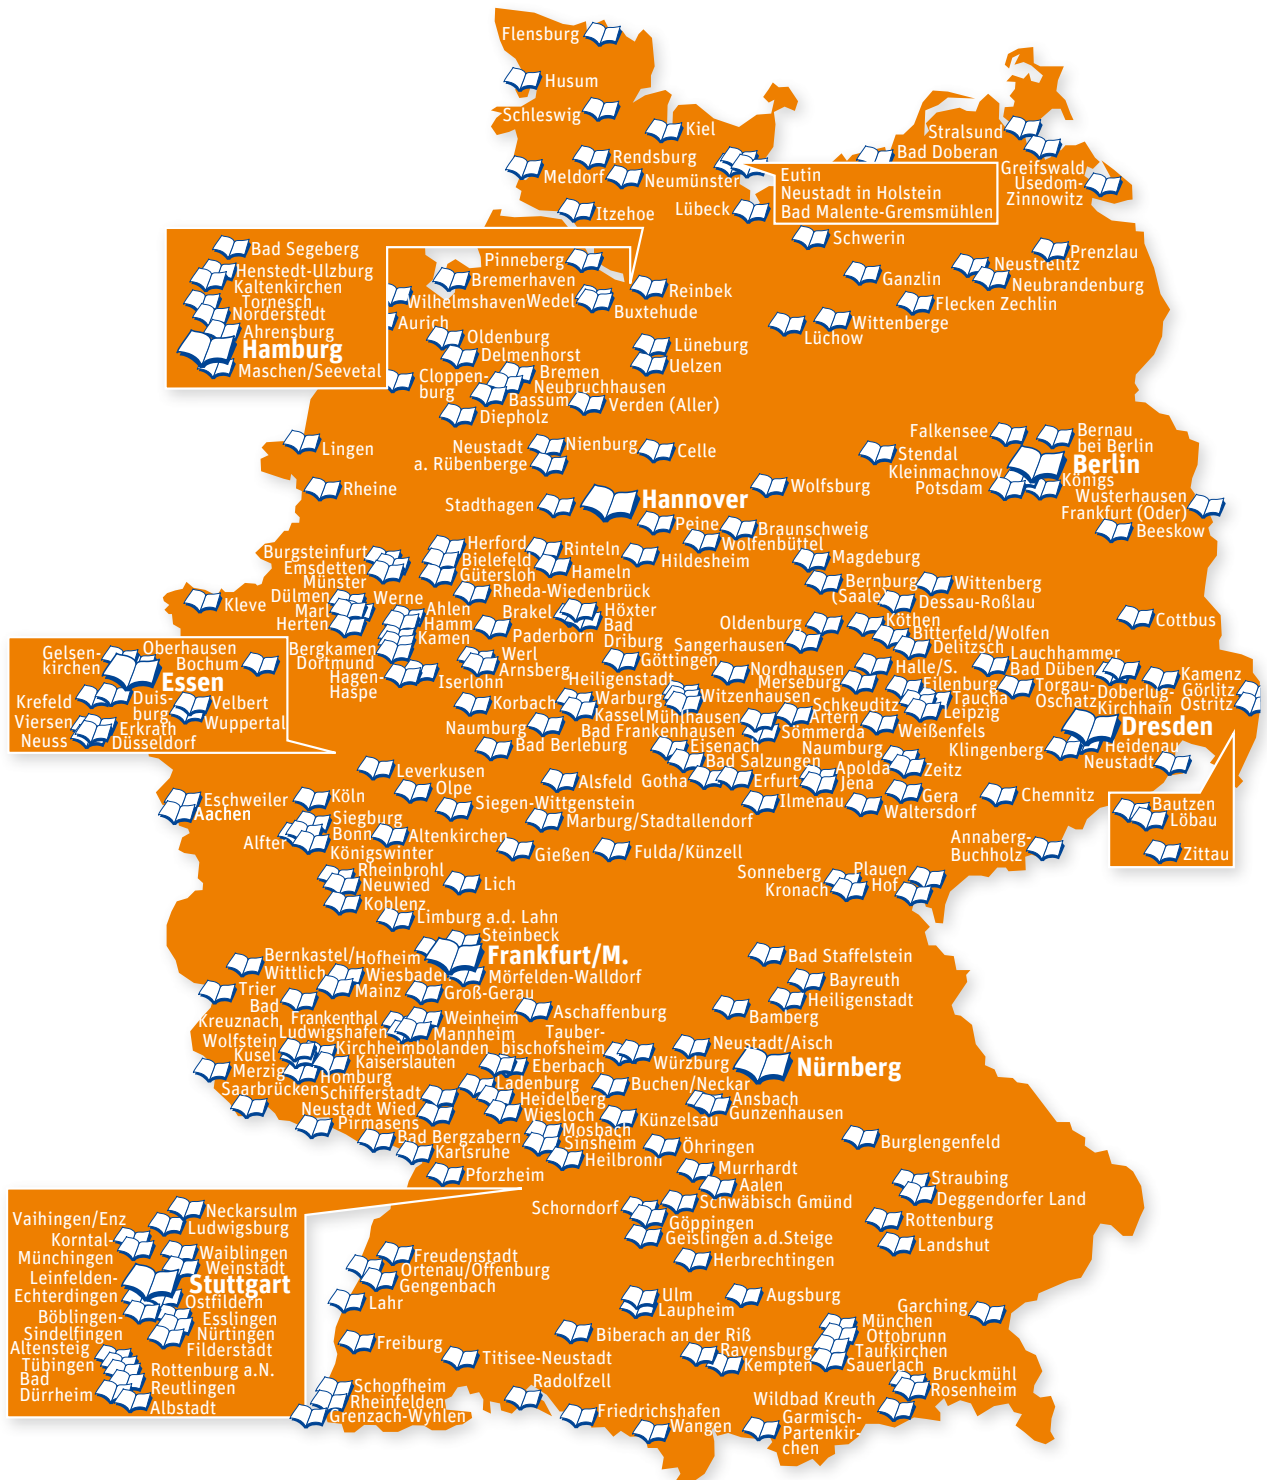 Flensburg
Husum
Schleswig
Kiel
Stralsund
Bad Doberan
Rendsburg
Meldorf
Neumünster
Greifswald
Usedom-
Zinnowitz
Eutin
Neustadt in Holstein
Bad Malente-Gremsmühlen
Itzehoe
Lübeck
Schwerin
Bad Segeberg
Henstedt-Ulzburg
Kaltenkirchen
Tornesch
Norderstedt
Ahrensburg
Hamburg
Maschen/Seevetal
Pinneberg
Bremerhaven
Wilhelmshaven
Wedel
Reinbek
Buxtehude
Aurich
Prenzlau
Neustrelitz
Neubrandenburg
Ganzlin
Flecken Zechlin
Wittenberge
Lüchow
Oldenburg
Delmenhorst
Lüneburg
Uelzen
Cloppen-
burg
Bremen
Neubruchhausen
Bassum
Verden (Aller)
Diepholz
Lingen
Neustadt
a. Rübenberge
Nienburg
Celle
Falkensee
Bernau
bei Berlin
Stendal
Berlin
Kleinmachnow
Potsdam
Königs
Wusterhausen
Frankfurt (Oder)
Beeskow
Rheine
Stadthagen
Hannover
Wolfsburg
Peine
Braunschweig
Wolfenbüttel
Hildesheim
Magdeburg
Burgsteinfurt
Emsdetten
Münster
Herford
Bielefeld
Gütersloh
Rinteln
Hameln
Rheda-Wiedenbrück
Bernburg
(Saale)
Wittenberg
Dessau-Roßlau
Kleve
Dülmen
Marl
Herten
Werne
Ahlen
Hamm
Kamen
Brakel
Höxter
Bad
Driburg
Paderborn
Oldenburg
Köthen
Bitterfeld/Wolfen
Delitzsch
Cottbus
Sangerhausen
Bergkamen
Dortmund
Hagen-
Haspe
Werl
Arnsberg
Iserlohn
Göttingen
Heiligenstadt
Nordhausen
Merseburg
Halle/S.
Lauchhammer
Bad Düben
Kamenz
Görlitz
Ostritz
Gelsen-
kirchen
Oberhausen
Bochum
Essen
Krefeld
Duis-
burg
Velbert
Viersen
Erkrath
Wuppertal
Neuss
Düsseldorf
Korbach
Warburg
Kassel
Witzenhausen
Mühlhausen
Schkeuditz
Eilenburg
Taucha
Leipzig
Torgau-
Oschatz
Doberlug-
Kirchhain
Dresden
Naumburg
Bad Frankenhausen
Artern
Sömmerda
Weißenfels
Bad Berleburg
Eisenach
Bad Salzungen
Naumburg
Klingenberg
Heidenau
Neustadt
Leverkusen
Olpe
Alsfeld
Gotha
Erfurt
Apolda
Jena
Zeitz
Eschweiler
Aachen
Köln
Siegen-Wittgenstein
Marburg/Stadtallendorf
Ilmenau
Gera
Waltersdorf
Chemnitz
Bautzen
Löbau
Zittau
Siegburg
Bonn
Alfter
Königswinter
Altenkirchen
Gießen
Fulda/Künzell
Annaberg-
Buchholz
Rheinbrohl
Neuwied
Koblenz
Lich
Sonneberg
Kronach
Plauen
Hof
Limburg a.d. Lahn
Steinbeck
Frankfurt/M.
Mörfelden-Walldorf
Bernkastel/
Wittlich
Hofheim
Wiesbaden
Mainz
Groß-Gerau
Trier
Bad
Kreuznach
Aschaffenburg
Bad Staffelstein
Bayreuth
Heiligenstadt
Bamberg
Frankenthal
Ludwigshafen
Weinheim
Mannheim
Tauber-
bischofsheim
Wolfstein
Kusel
Kirchheimbolanden
Kaiserslauten
Neustadt/Aisch
Würzburg
Nürnberg
Merzig
Homburg
Eberbach
Ladenburg
Buchen/Neckar
Saarbrücken
Schifferstadt
Heidelberg
Ansbach
Gunzenhausen
Neustadt Wied
Wiesloch
Künzelsau
Pirmasens
Mosbach
Sinsheim
Bad Bergzabern
Karlsruhe
Heilbronn
Öhringen
Burglengenfeld
Pforzheim
Murrhardt
Aalen
Straubing
Deggendorfer Land
Schwäbisch Gmünd
Schorndorf
Göppingen
Geislingen a.d.Steige
Rottenburg
Landshut
Herbrechtingen
Neckarsulm
Ludwigsburg
Vaihingen/Enz
Korntal-
Münchingen
Waiblingen
Weinstadt
Leinfelden-
Echterdingen
Stuttgart
Ostfildern
Böblingen-
Sindelfingen
Esslingen
Nürtingen
Filderstadt
Altensteig
Tübingen
Bad
Dürrheim
Rottenburg a.N.
Reutlingen
Albstadt
Freudenstadt
Ortenau/Offenburg
Gengenbach
Lahr
Ulm
Laupheim
Augsburg
Garching
Freiburg
Biberach an der Riß
München
Ottobrunn
Taufkirchen
Sauerlach
Titisee-Neustadt
Ravensburg
Kempten
Radolfzell
Schopfheim
Rheinfelden
Grenzach-Wyhlen
Bruckmühl
Rosenheim
Friedrichshafen
Wangen
Wildbad Kreuth
Garmisch-
Partenkir-
chen